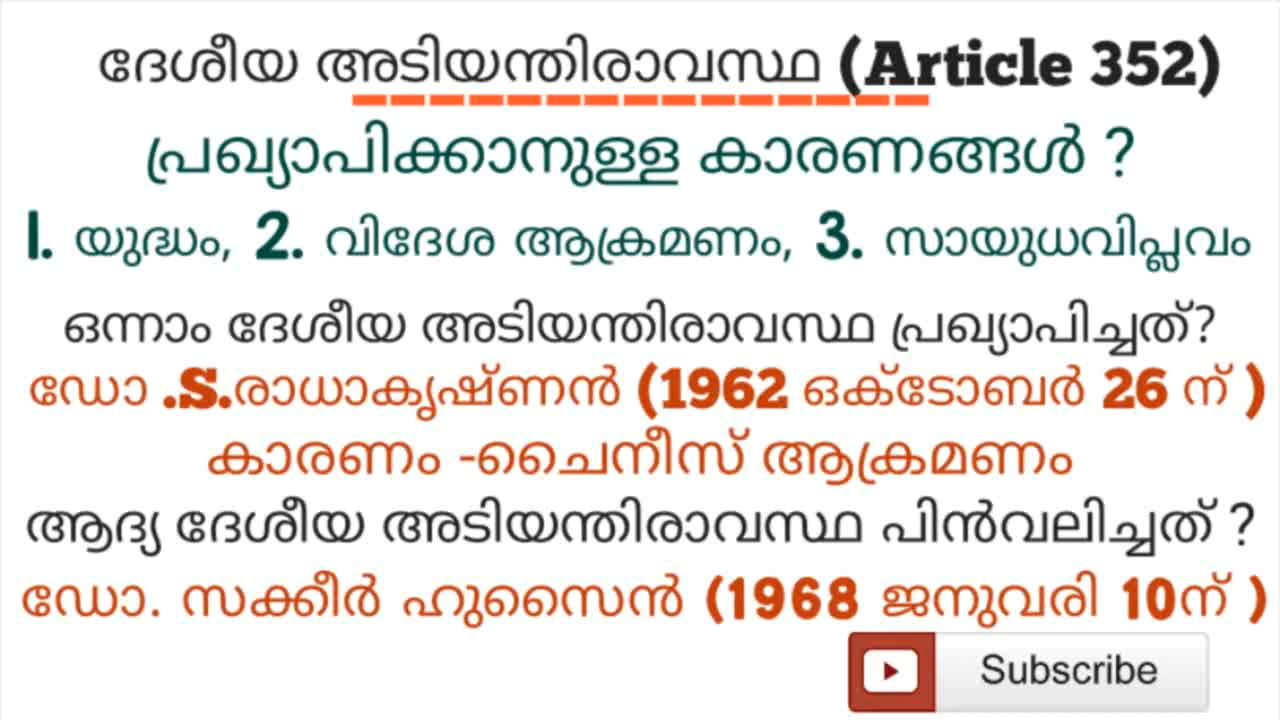 ദേശീയ അടിയന്തിരാവസ്ഥ (Article 352)
പ്രഖ്യാപിക്കാനുള്ള കാരണങ്ങൾ ?
1. യുദ്ധം, 2. വിദേശ ആക്രമണം, 3. സായുധവിപ്ലവം
ഒന്നാം ദേശീയ അടിയന്തിരാവസ്ഥ പ്രഖ്യാപിച്ചത്?
ഡോ .S.രാധാകൃഷ്ണൻ (1962 ഒക്ടോബർ 26 ന് )
കാരണം -ചൈനീസ് ആക്രമണം
ആദ്യ ദേശീയ അടിയന്തിരാവസ്ഥ പിൻവലിച്ചത് ?
ഡോ. സക്കീർ ഹുസൈൻ (1968 ജനുവരി 10ന് )
Subscribe